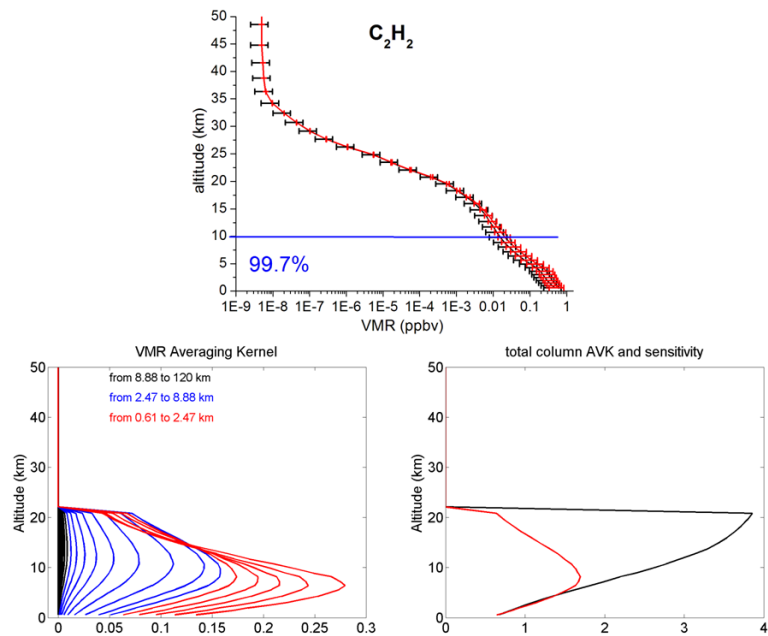 C2H2
altitude (km)
50
45
40
35
30
25
20
15
10
5
0
99.7%
1E-9 1E-8 1E-7 1E-6 1E-5 1E-4 1E-3 0.01 0.1 1
VMR (ppbv)
VMR Averaging Kernel
from 8.88 to 120 km
from 2.47 to 8.88 km
from 0.61 to 2.47 km
Altitude (km)
50
40
30
20
10
0
0 0.05 0.1 0.15 0.2 0.25 0.3
total column AVK and sensitivity
Altitude (km)
50
40
30
20
10
0
0 1 2 3 4